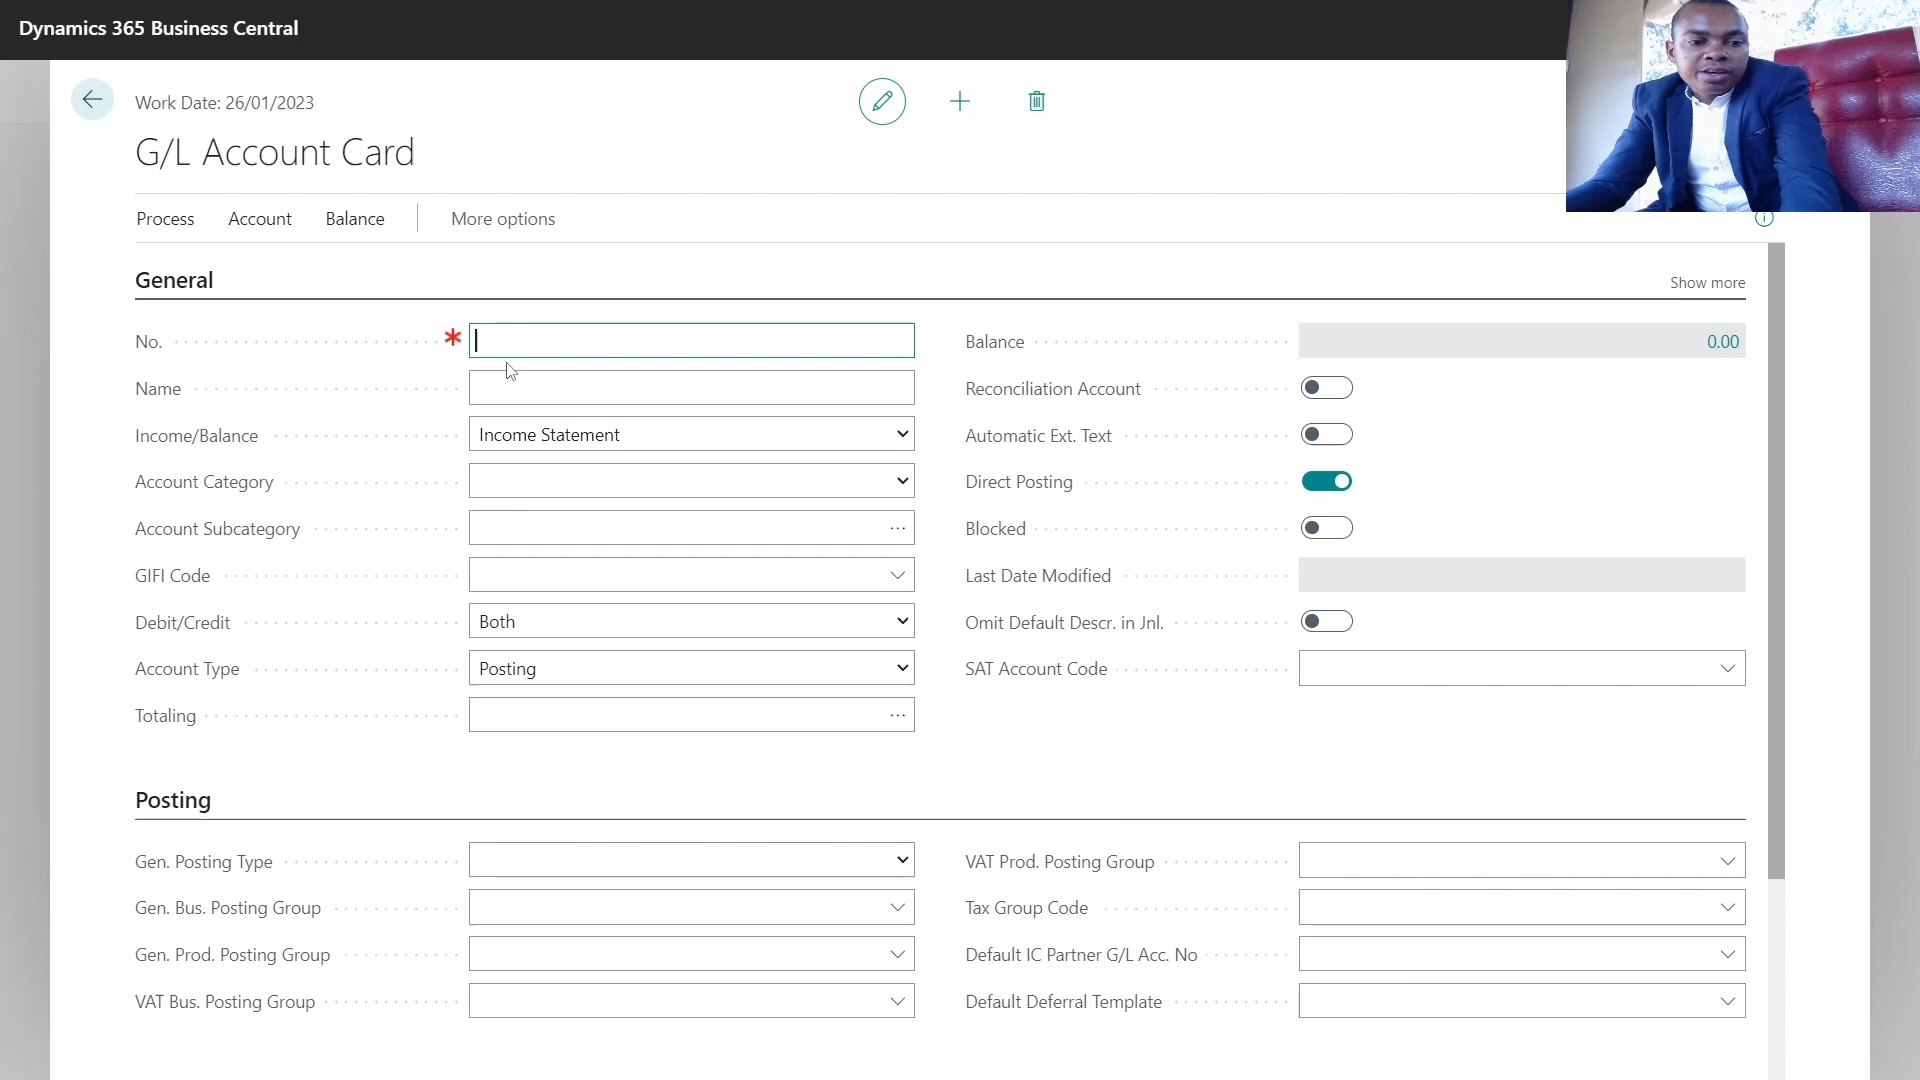 Dynamics 365 Business Central
Work Date: 26/01/2023
G/L Account Card
Process Account Balance More options
General Show more
No. * Balance 0.00
Name Reconciliation Account
Income/Balance Income Statement Automatic Ext. Text
Account Category Direct Posting
Account Subcategory ... Blocked
GIFI Code Last Date Modified
Debit/Credit Both Omit Default Descr. in Jnl.
Account Type Posting SAT Account Code
Totaling ...
Posting
Gen. Posting Type VAT Prod. Posting Group
Gen. Bus. Posting Group Tax Group Code
Gen. Prod. Posting Group Default IC Partner G/L Acc. No
VAT Bus. Posting Group Default Deferral Template